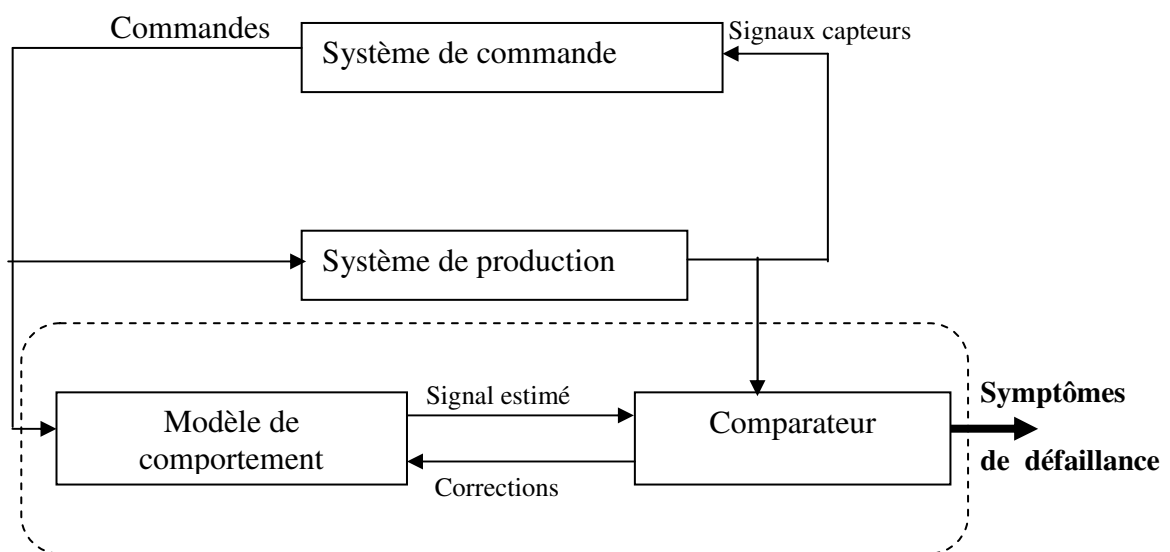 Commandes
Signaux capteurs
Système de commande
Système de production
Signal estimé
Symptômes
Modèle de
comportement
Comparateur
de défaillance
Corrections